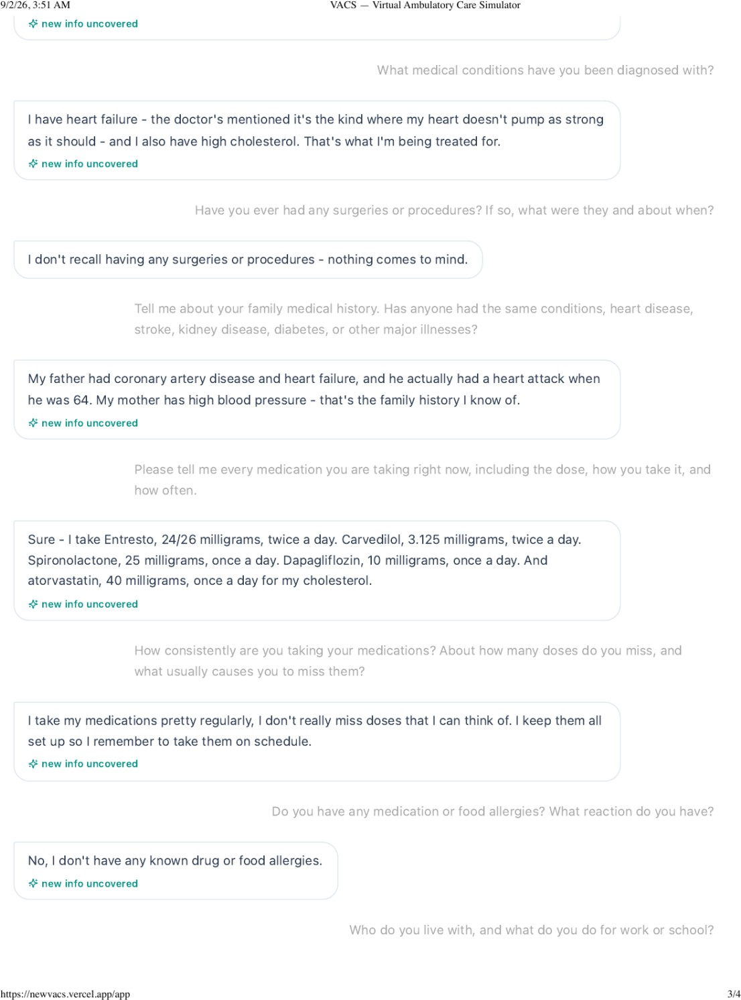 9/2/26, 3:51 AM VACS — Virtual Ambulatory Care Simulator
new info uncovered
What medical conditions have you been diagnosed with?
I have heart failure - the doctor's mentioned it's the kind where my heart doesn't pump as strong
as it should - and I also have high cholesterol. That's what I'm being treated for.
new info uncovered
Have you ever had any surgeries or procedures? If so, what were they and about when?
I don't recall having any surgeries or procedures - nothing comes to mind.
Tell me about your family medical history. Has anyone had the same conditions, heart disease,
stroke, kidney disease, diabetes, or other major illnesses?
My father had coronary artery disease and heart failure, and he actually had a heart attack when
he was 64. My mother has high blood pressure - that's the family history I know of.
new info uncovered
Please tell me every medication you are taking right now, including the dose, how you take it, and
how often.
Sure - I take Entresto, 24/26 milligrams, twice a day. Carvedilol, 3.125 milligrams, twice a day.
Spironolactone, 25 milligrams, once a day. Dapagliflozin, 10 milligrams, once a day. And
atorvastatin, 40 milligrams, once a day for my cholesterol.
new info uncovered
How consistently are you taking your medications? About how many doses do you miss, and
what usually causes you to miss them?
I take my medications pretty regularly, I don't really miss doses that I can think of. I keep them all
set up so I remember to take them on schedule.
new info uncovered
Do you have any medication or food allergies? What reaction do you have?
No, I don't have any known drug or food allergies.
new info uncovered
Who do you live with, and what do you do for work or school?
https://newvacs.vercel.app/app 3/4